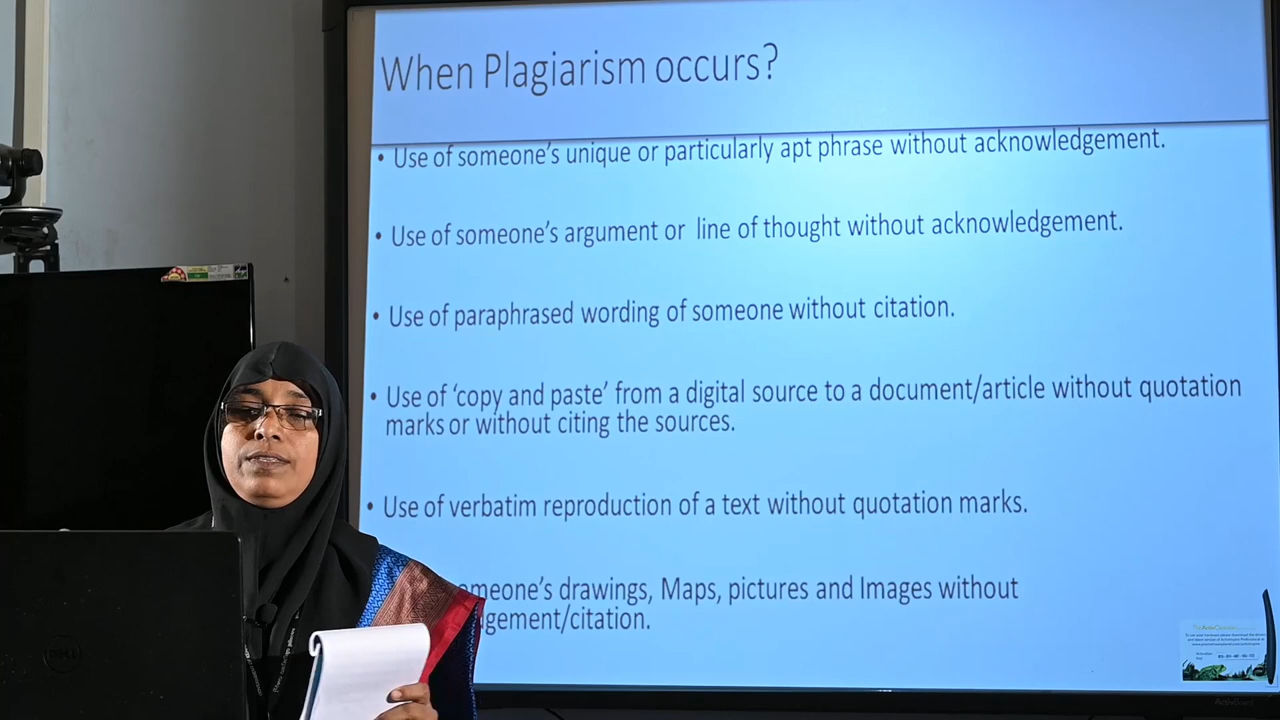 When Plagiarism occurs?
• Use of someone's unique or particularly apt phrase without acknowledgement.
• Use of someone's argument or line of thought without acknowledgement.
• Use of paraphrased wording of someone without citation.
• Use of ‘copy and paste’ from a digital source to a document/article without quotation
marks or without citing the sources.
• Use of verbatim reproduction of a text without quotation marks.
omeone's drawings, Maps, pictures and Images without
gement/citation.
DELL